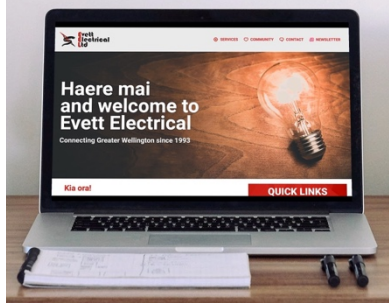 Evett
Electrical
Ltd
SERVICES COMMUNITY CONTACT NEWSLETTER
Haere mai
and welcome to
Evett Electrical
Connecting Greater Wellington since 1993
Kia ora!
QUICK LINKS